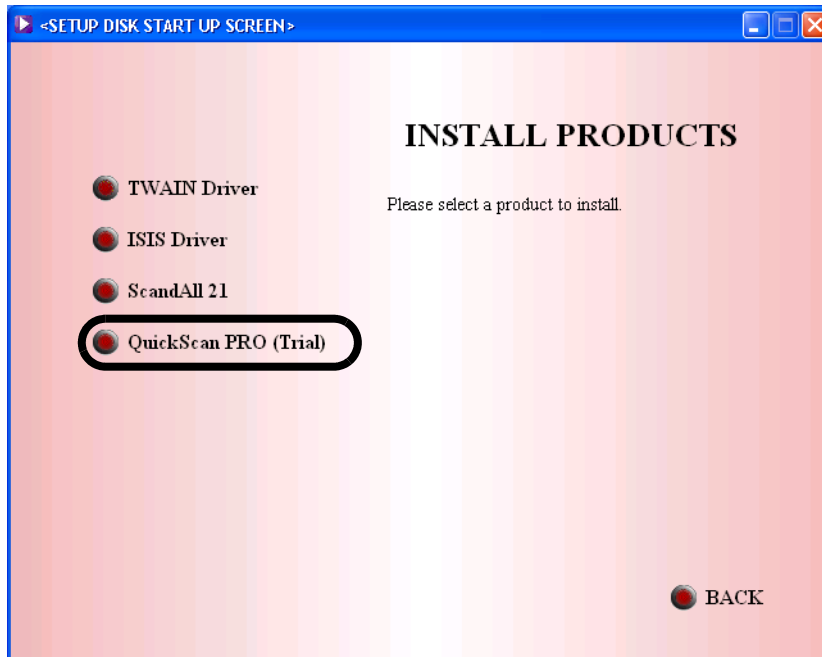 <SETUP DISK START UP SCREEN>
INSTALL PRODUCTS
TWAIN Driver
Please select a product to install.
ISIS Driver
ScandAll 21
QuickScan PRO (Trial)
BACK